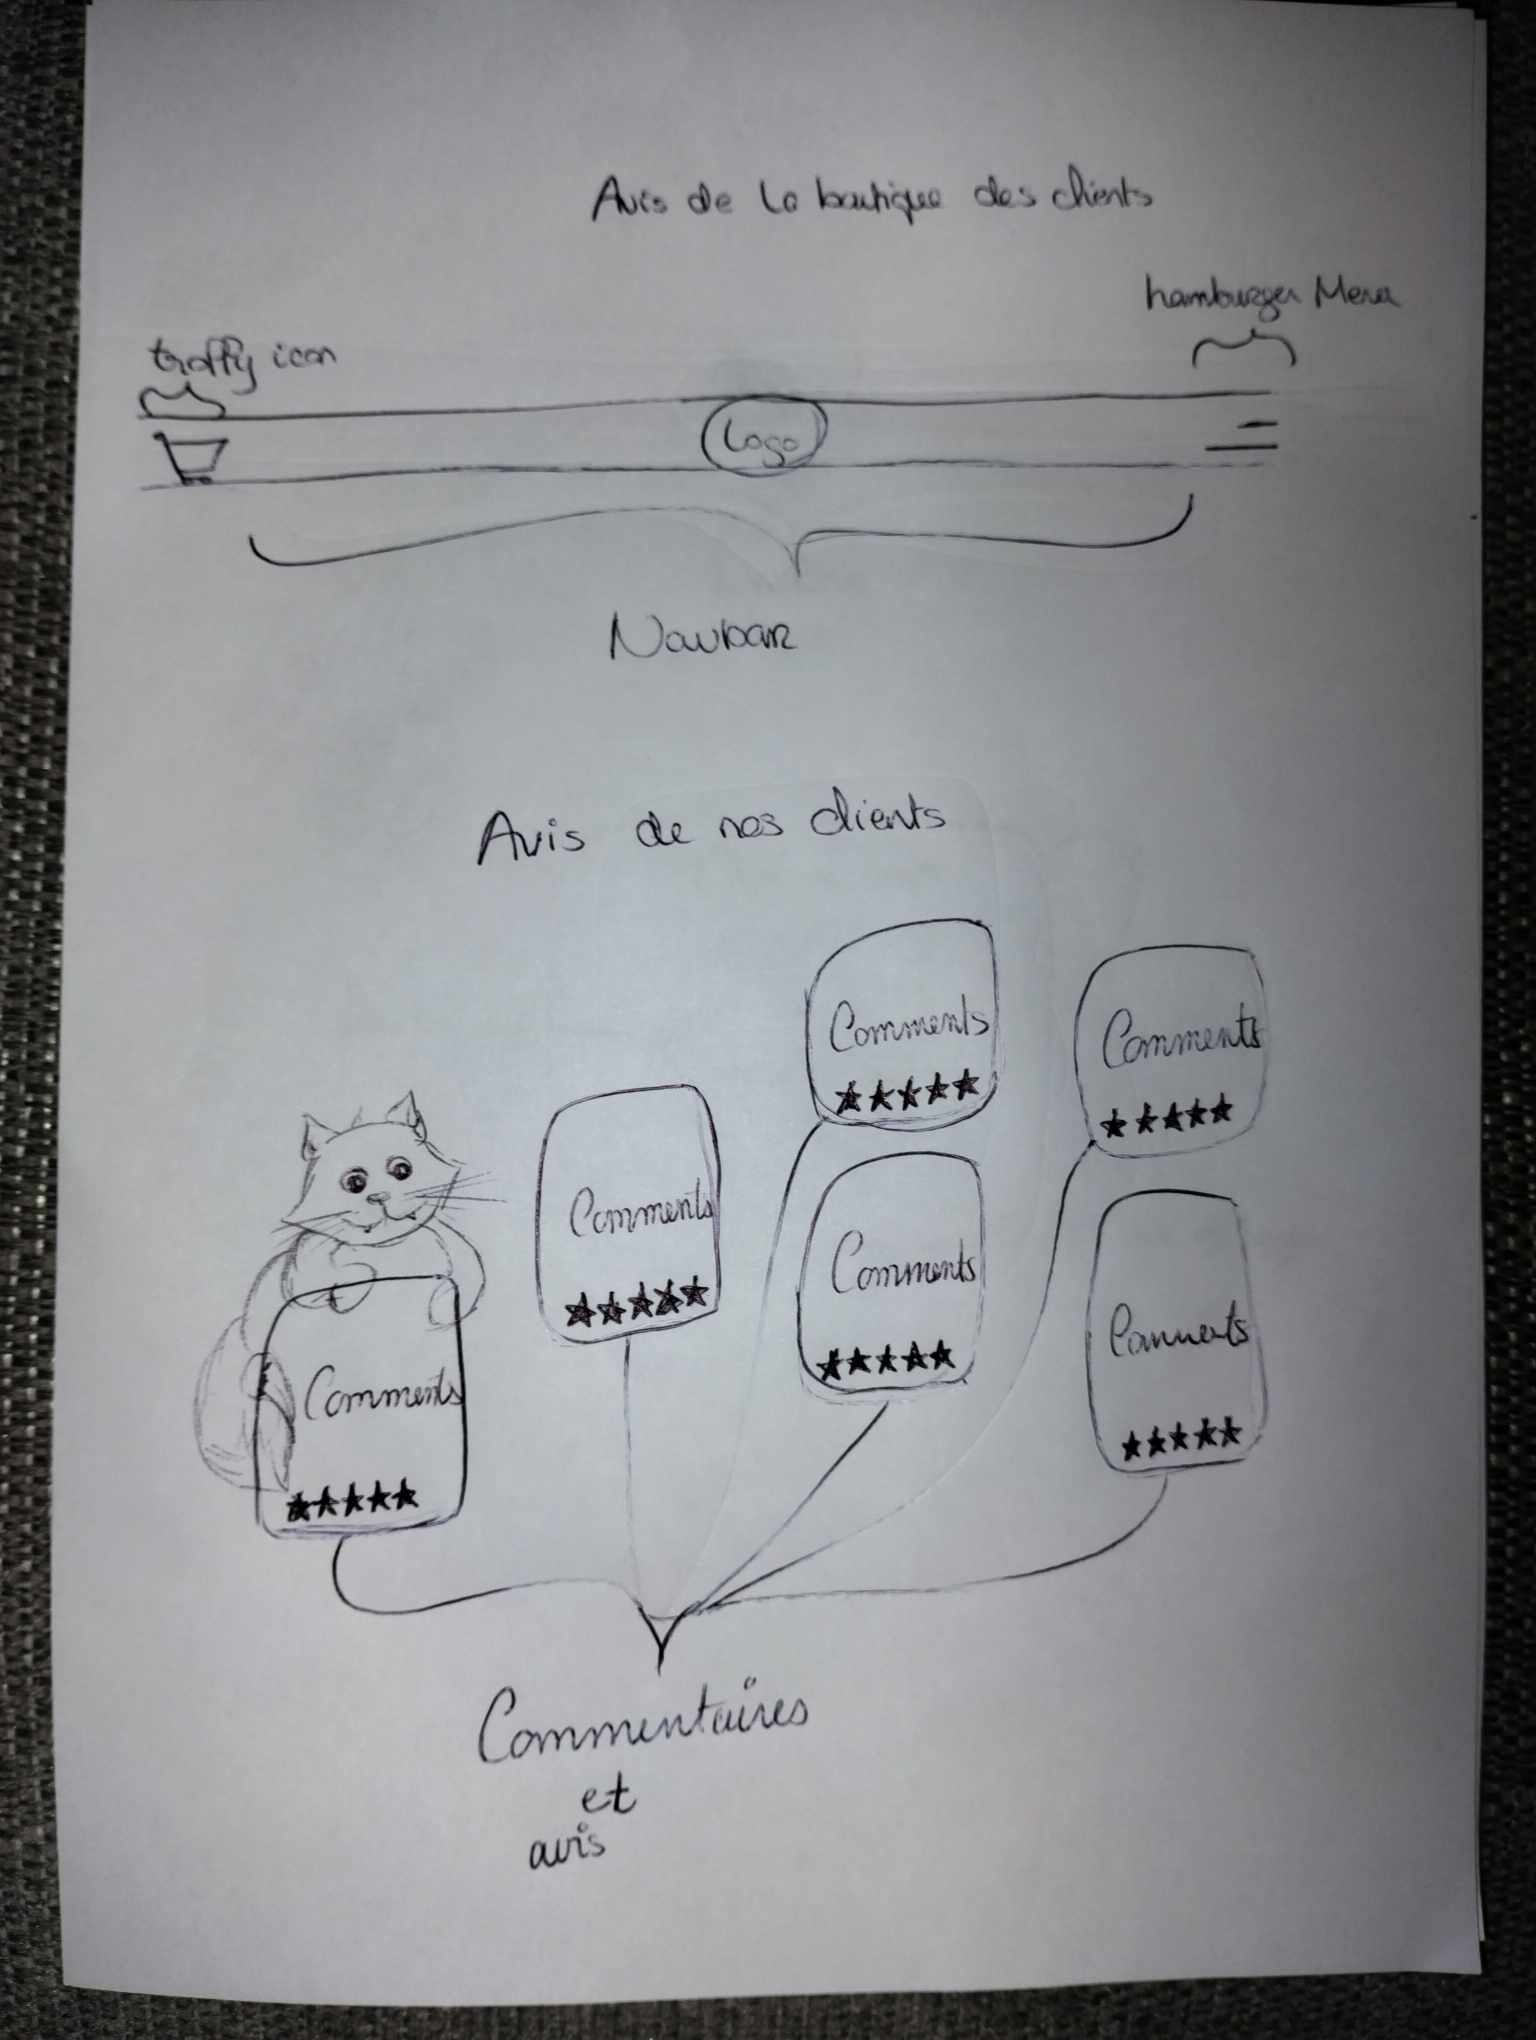 Avis de la boutique des clients
hamburger Menu
troffy icon
Logo
Navbar
Avis de nos clients
Comments
Comments
Comments
Comments
Comments
Comments
Commentaires
et
avis